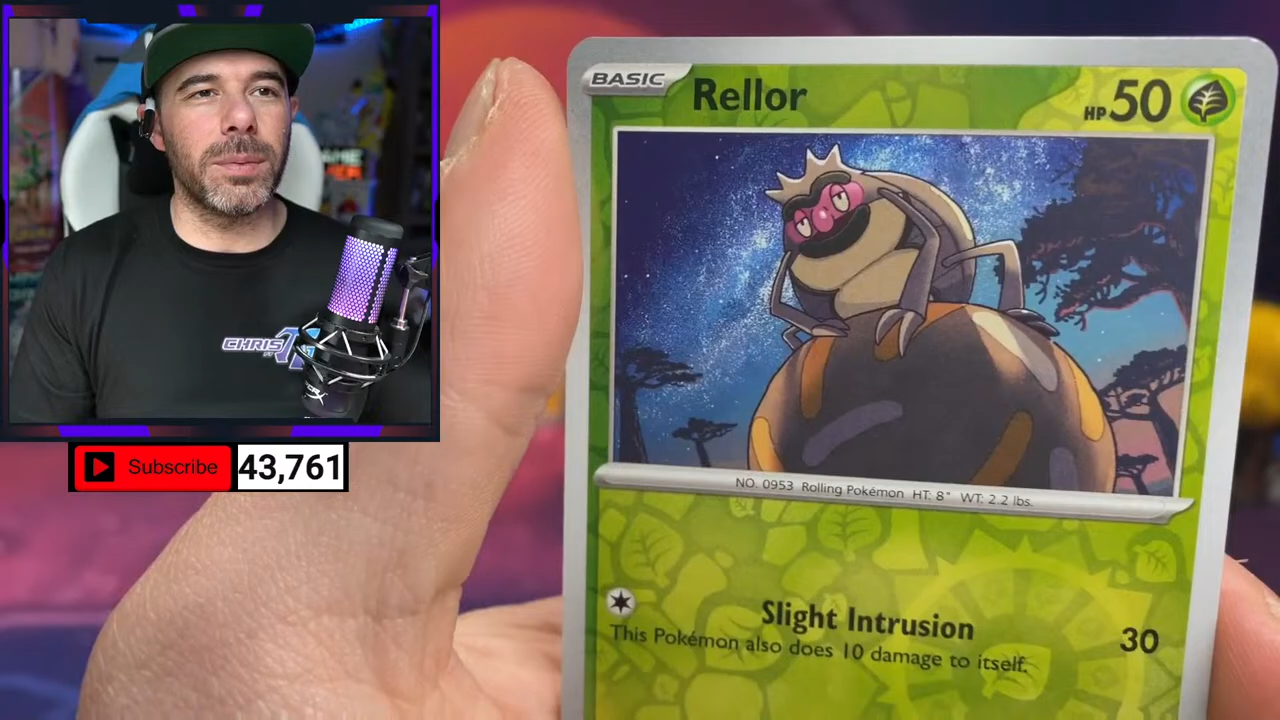 BASIC
Rellor
HP 50
NO. 0953 Rolling Pokémon HT: 8" WT: 2.2 lbs.
Slight Intrusion 30
This Pokémon also does 10 damage to itself.
CHRIS
Subscribe 43,761